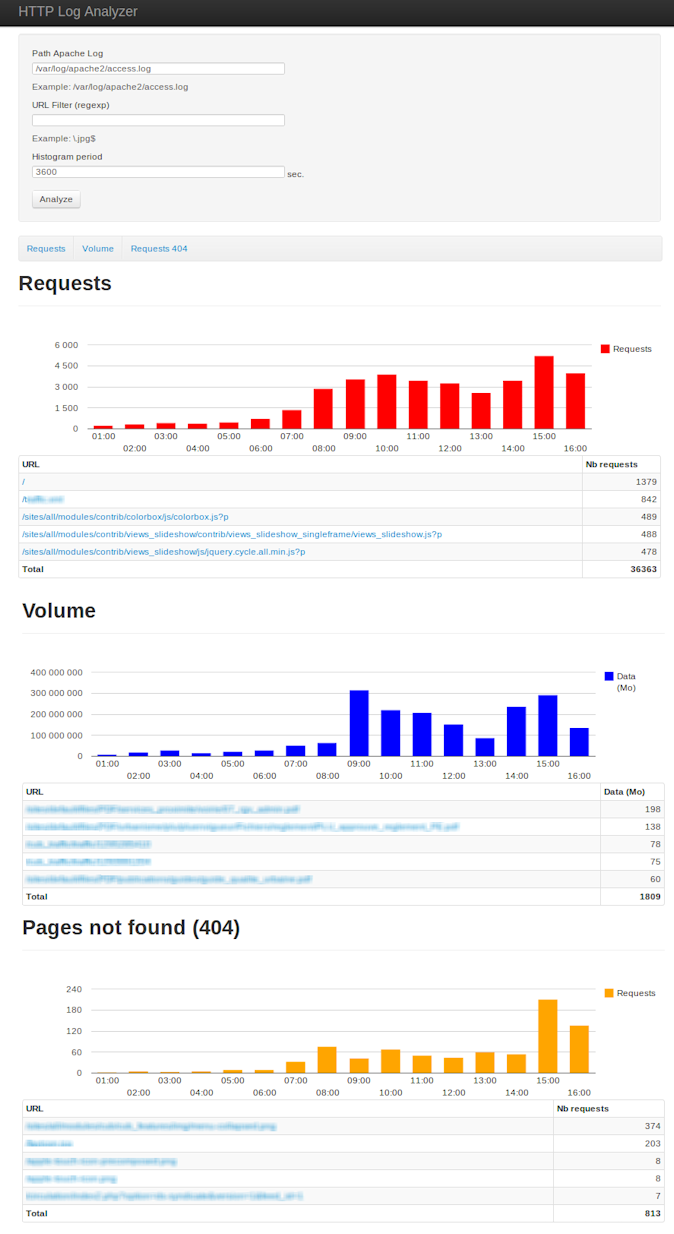 HTTP Log Analyzer
Path Apache Log
/var/log/apache2/access.log
Example: /var/log/apache2/access.log
URL Filter (regexp)
Example: \.jpg$
Histogram period
3600 sec.
Analyze
Requests Volume Requests 404
Requests
6 000
4 500
3 000
1 500
0
Requests
01:00 03:00 05:00 07:00 09:00 11:00 13:00 15:00
02:00 04:00 06:00 08:00 10:00 12:00 14:00 16:00
URL Nb requests
/ 1379
842
/sites/all/modules/contrib/colorbox/js/colorbox.js?p 489
/sites/all/modules/contrib/views_slideshow/contrib/views_slideshow_singleframe/views_slideshow.js?p 488
/sites/all/modules/contrib/views_slideshow/js/jquery.cycle.all.min.js?p 478
Total 36363
Volume
400 000 000
300 000 000
200 000 000
100 000 000
0
Data
(Mo)
01:00 03:00 05:00 07:00 09:00 11:00 13:00 15:00
02:00 04:00 06:00 08:00 10:00 12:00 14:00 16:00
URL Data (Mo)
198
138
78
75
60
Total 1809
Pages not found (404)
240
180
120
60
0
Requests
01:00 03:00 05:00 07:00 09:00 11:00 13:00 15:00
02:00 04:00 06:00 08:00 10:00 12:00 14:00 16:00
URL Nb requests
374
203
8
8
7
Total 813